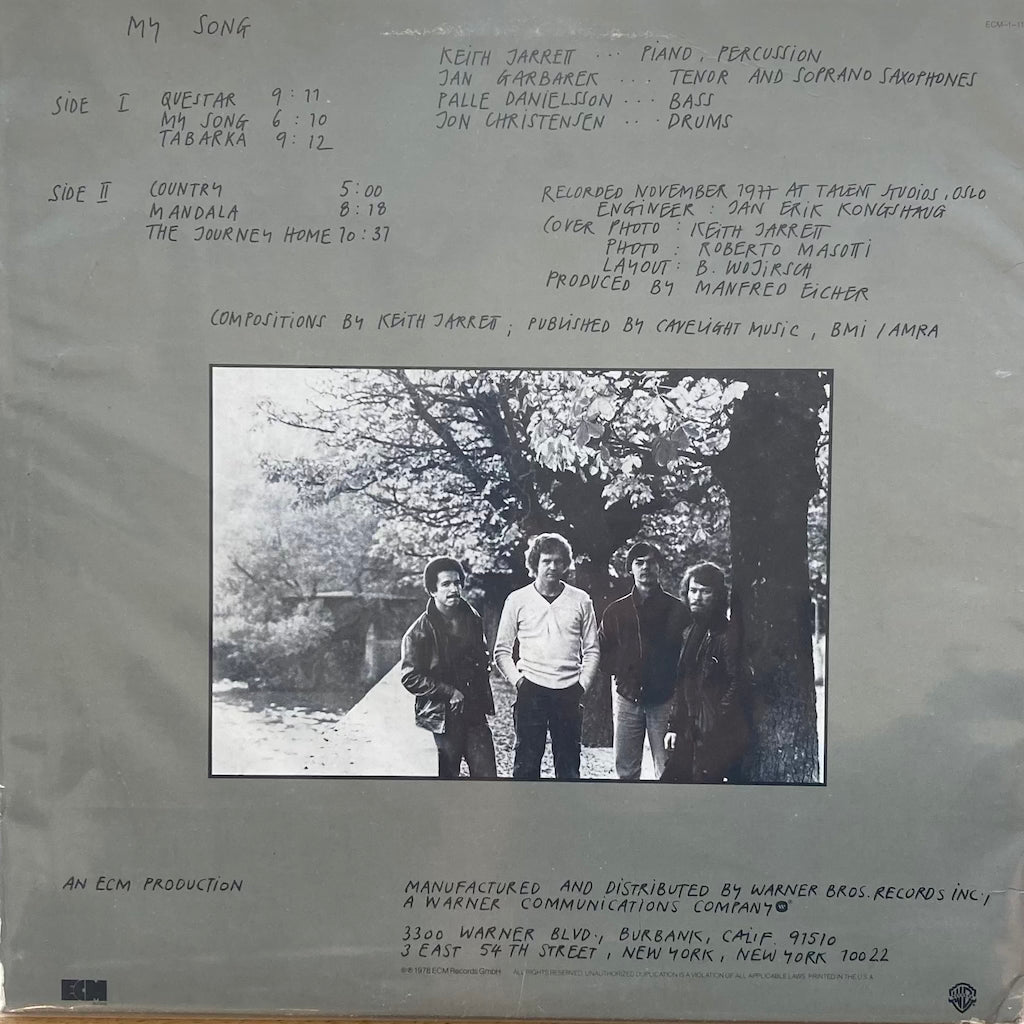 MY SONG
ECM-1-11
KEITH JARRETT ... PIANO, PERCUSSION
JAN GARBAREK ... TENOR AND SOPRANO SAXOPHONES
PALLE DANIELSSON ... BASS
JON CHRISTENSEN ... DRUMS
SIDE I QUESTAR 9:11
MY SONG 6:10
TABARKA 9:12
SIDE II COUNTRY 5:00
MANDALA 8:18
THE JOURNEY HOME 10:37
RECORDED NOVEMBER 1977 AT TALENT STUDIOS, OSLO
ENGINEER: JAN ERIK KONGSHAUG
COVER PHOTO: KEITH JARRETT
PHOTO: ROBERTO MASOTTI
LAYOUT: B. WOJIRSCH
PRODUCED BY MANFRED EICHER
COMPOSITIONS BY KEITH JARRETT; PUBLISHED BY CAVELIGHT MUSIC, BMI / AMRA
AN ECM PRODUCTION
MANUFACTURED AND DISTRIBUTED BY WARNER BROS. RECORDS INC.,
A WARNER COMMUNICATIONS COMPANY
3300 WARNER BLVD., BURBANK, CALIF. 91510
3 EAST 54TH STREET, NEW YORK, NEW YORK 10022
©℗1978 ECM Records GmbH ALL RIGHTS RESERVED. UNAUTHORIZED DUPLICATION IS A VIOLATION OF ALL APPLICABLE LAWS. PRINTED IN THE U.S.A.
ECM